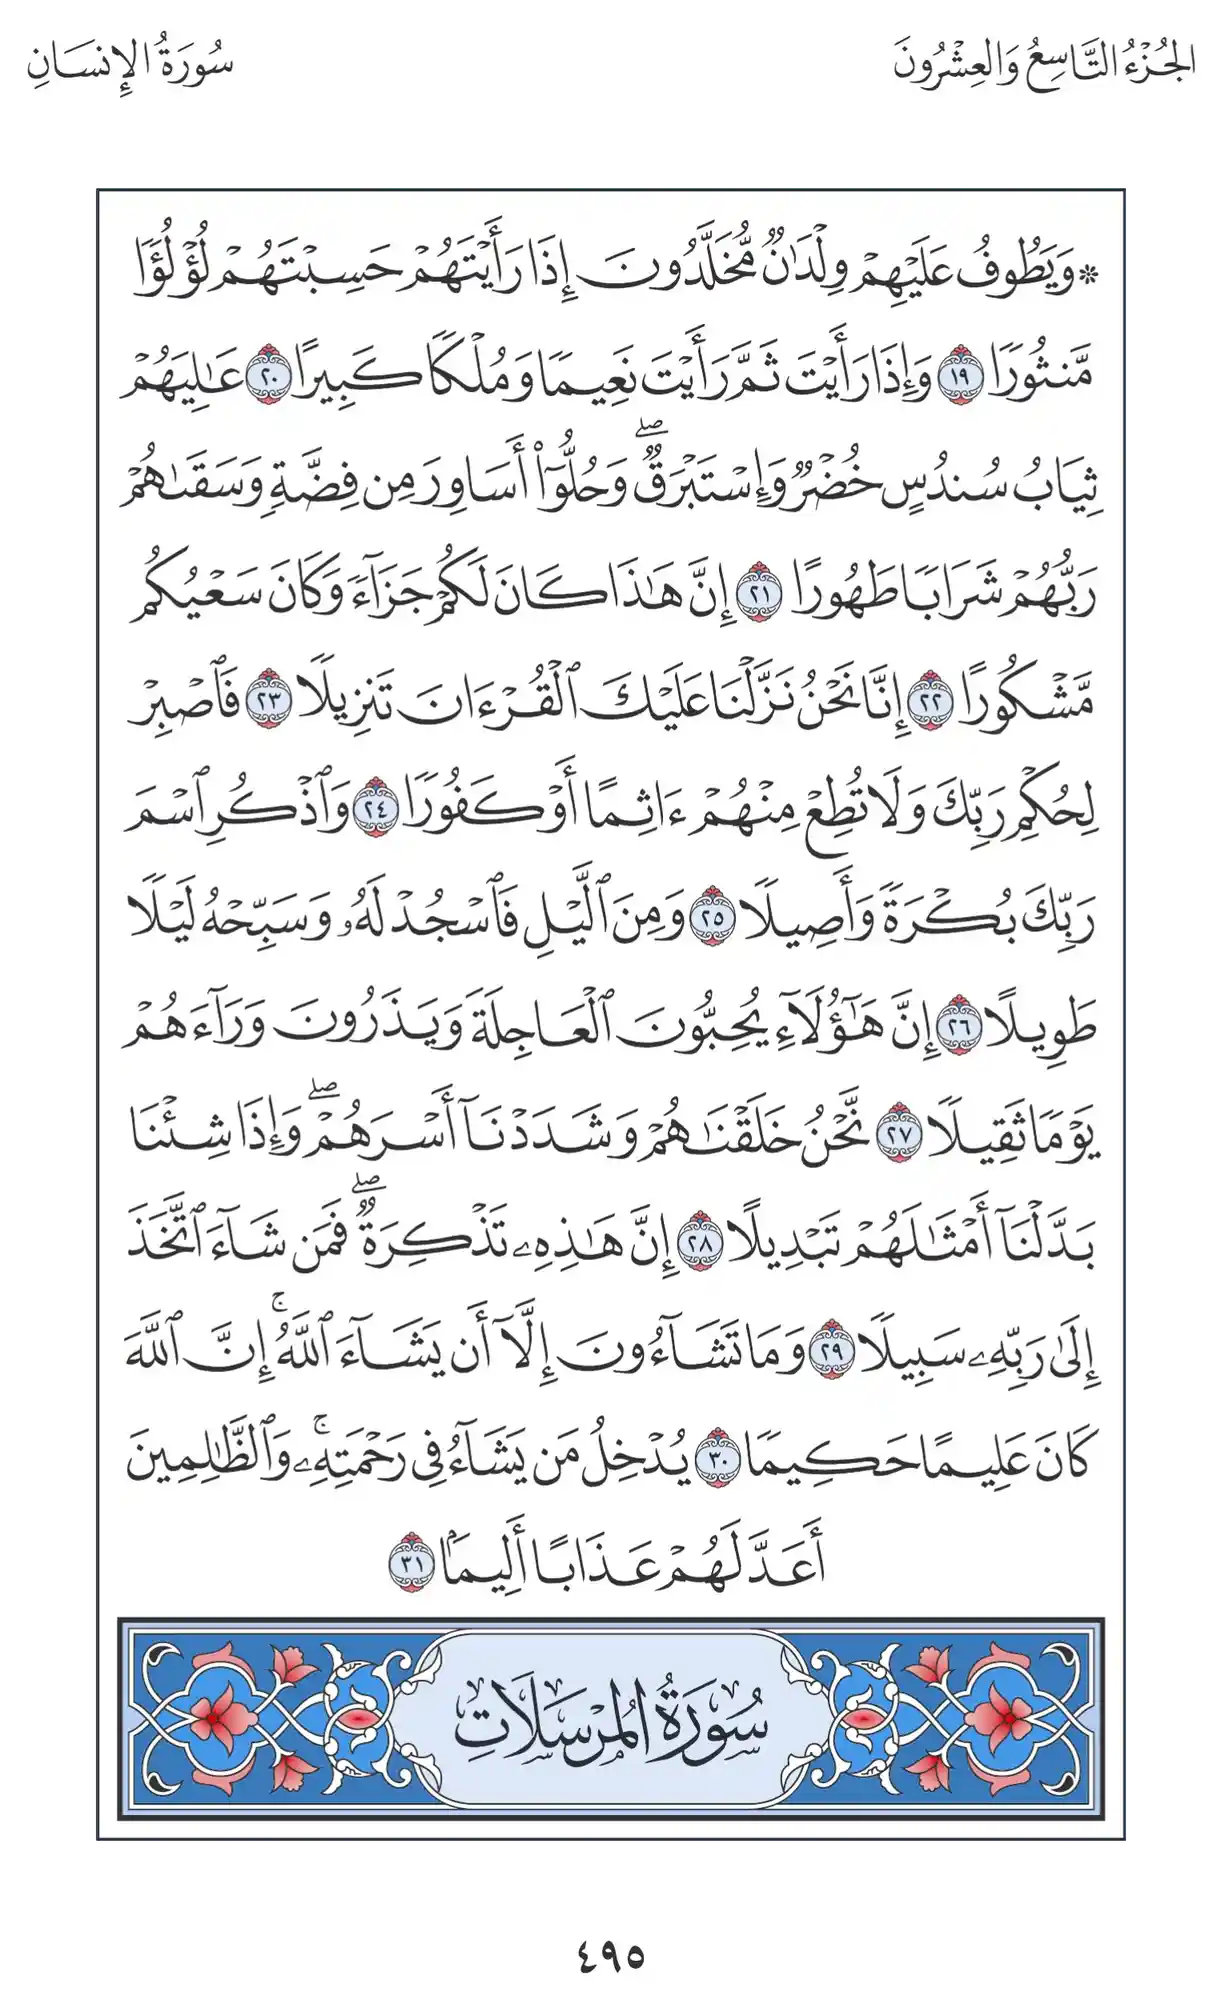 الجُزْءُ التَّاسِعُ وَالعِشْرُونَ
سُورَةُ الإِنسَانِ
* وَيَطُوفُ عَلَيْهِمْ وِلْدَٰنٌ مُّخَلَّدُونَ إِذَا رَأَيْتَهُمْ حَسِبْتَهُمْ لُؤْلُؤًا
مَّنثُورًا ١٩ وَإِذَا رَأَيْتَ ثَمَّ رَأَيْتَ نَعِيمًا وَمُلْكًا كَبِيرًا ٢٠ عَٰلِيَهُمْ
ثِيَابُ سُندُسٍ خُضْرٌ وَإِسْتَبْرَقٌۖ وَحُلُّوٓا۟ أَسَاوِرَ مِن فِضَّةٍ وَسَقَىٰهُمْ
رَبُّهُمْ شَرَابًا طَهُورًا ٢١ إِنَّ هَٰذَا كَانَ لَكُمْ جَزَآءً وَكَانَ سَعْيُكُم
مَّشْكُورًا ٢٢ إِنَّا نَحْنُ نَزَّلْنَا عَلَيْكَ ٱلْقُرْءَانَ تَنزِيلًا ٢٣ فَٱصْبِرْ
لِحُكْمِ رَبِّكَ وَلَا تُطِعْ مِنْهُمْ ءَاثِمًا أَوْ كَفُورًا ٢٤ وَٱذْكُرِ ٱسْمَ
رَبِّكَ بُكْرَةً وَأَصِيلًا ٢٥ وَمِنَ ٱلَّيْلِ فَٱسْجُدْ لَهُۥ وَسَبِّحْهُ لَيْلًا
طَوِيلًا ٢٦ إِنَّ هَٰٓؤُلَآءِ يُحِبُّونَ ٱلْعَاجِلَةَ وَيَذَرُونَ وَرَآءَهُمْ
يَوْمًا ثَقِيلًا ٢٧ نَّحْنُ خَلَقْنَٰهُمْ وَشَدَدْنَآ أَسْرَهُمْۖ وَإِذَا شِئْنَا
بَدَّلْنَآ أَمْثَٰلَهُمْ تَبْدِيلًا ٢٨ إِنَّ هَٰذِهِۦ تَذْكِرَةٌۖ فَمَن شَآءَ ٱتَّخَذَ
إِلَىٰ رَبِّهِۦ سَبِيلًا ٢٩ وَمَا تَشَآءُونَ إِلَّآ أَن يَشَآءَ ٱللَّهُۚ إِنَّ ٱللَّهَ
كَانَ عَلِيمًا حَكِيمًا ٣٠ يُدْخِلُ مَن يَشَآءُ فِى رَحْمَتِهِۦۚ وَٱلظَّٰلِمِينَ
أَعَدَّ لَهُمْ عَذَابًا أَلِيمَۢا ٣١
سُورَةُ المُرْسَلَاتِ
٤٩٥